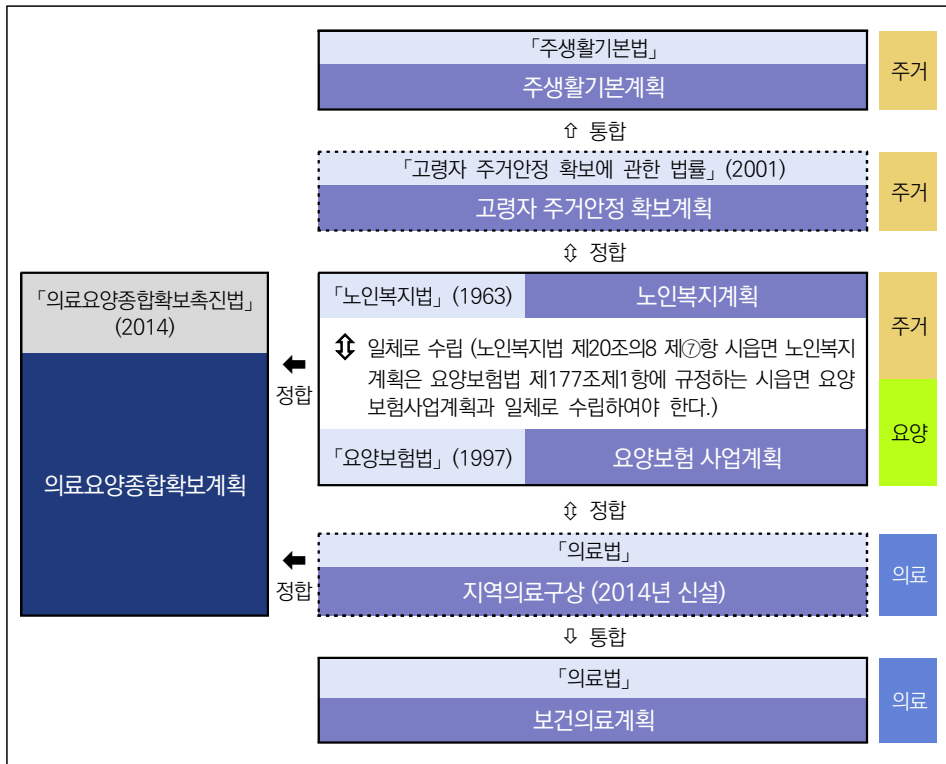 「주생활기본법」
주생활기본계획
주거
⇧ 통합
「고령자 주거안정 확보에 관한 법률」(2001)
고령자 주거안정 확보계획
주거
⇳ 정합
「의료요양종합확보촉진법」
(2014)
의료요양종합확보계획
⬅
정합
「노인복지법」(1963)
노인복지계획
⇳ 일체로 수립 (노인복지법 제20조의8 제⑦항 시읍면 노인복지
계획은 요양보험법 제177조제1항에 규정하는 시읍면 요양
보험사업계획과 일체로 수립하여야 한다.)
「요양보험법」(1997)
요양보험 사업계획
주거
요양
⇳ 정합
⬅
정합
「의료법」
지역의료구상 (2014년 신설)
의료
⇩ 통합
「의료법」
보건의료계획
의료